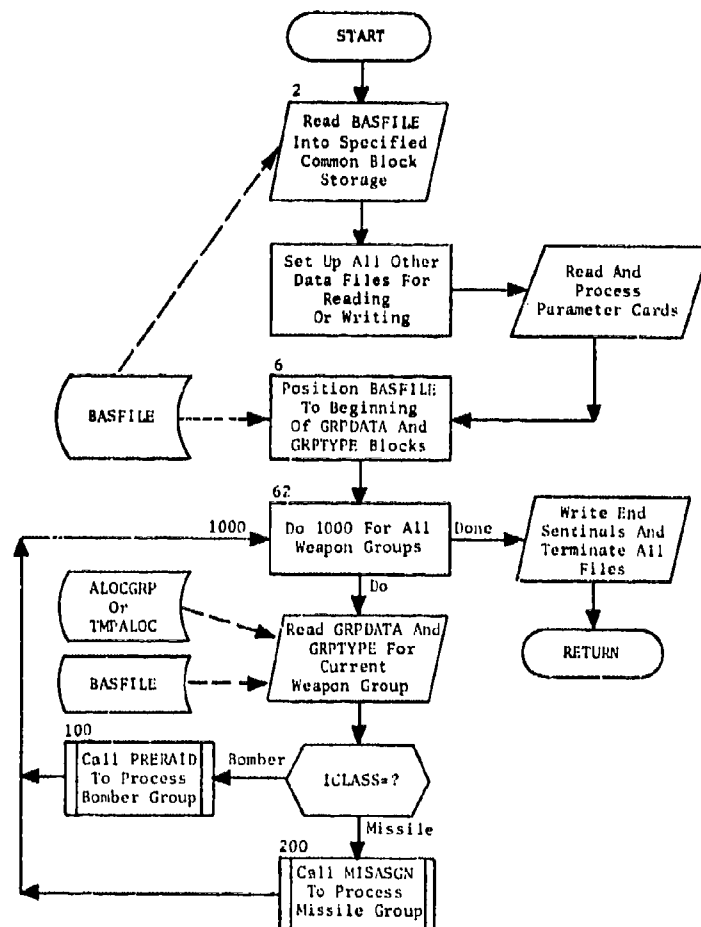 START
2
Read BASFILE
Into Specified
Common Block
Storage
Set Up All Other
Data Files For
Reading
Or Writing
Read And
Process
Parameter Cards
BASFILE
6
Position BASFILE
To Beginning
Of GRPDATA And
GRPTYPE Blocks
62
1000
Do 1000 For All
Weapon Groups
Done
Write End
Sentinals And
Terminate All
Files
Do
ALOCGRP
Or
TMPALOC
Read GRPDATA And
GRPTYPE For
Current
Weapon Group
RETURN
BASFILE
100
Call PRERAID
To Process
Bomber Group
Bomber
ICLASS=?
Missile
200
Call MISASGN
To Process
Missile Group